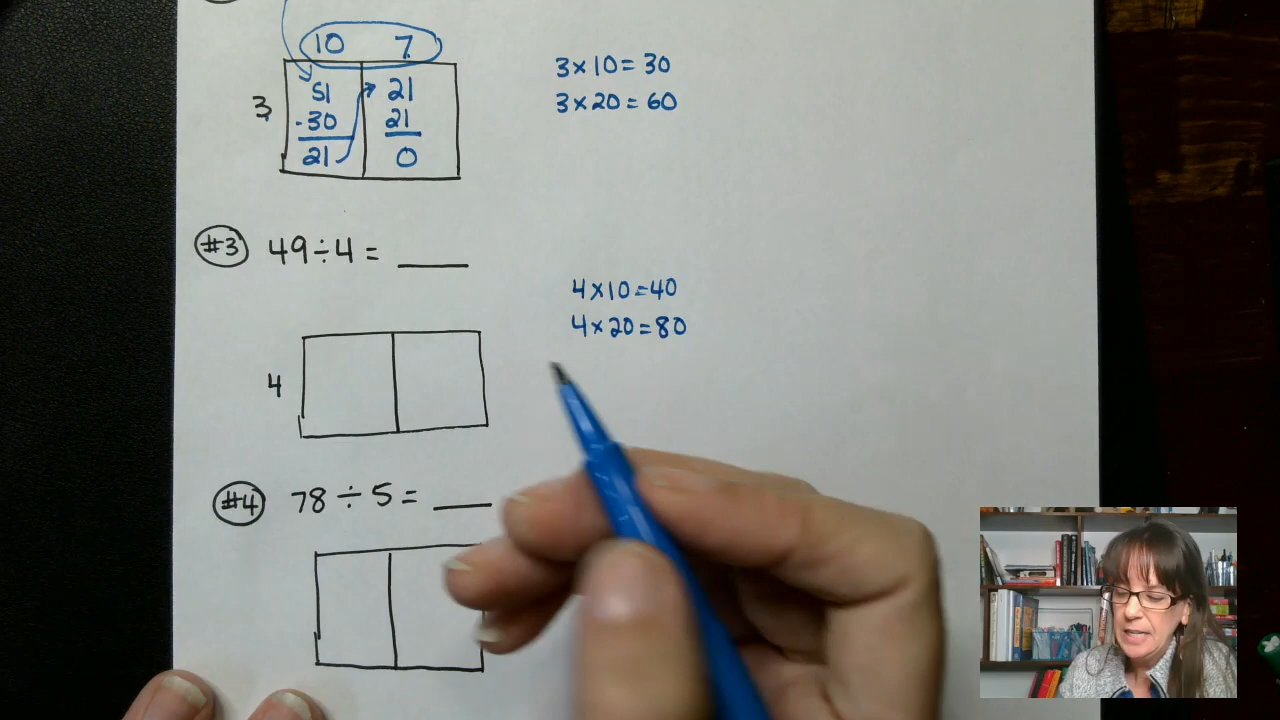 10 7
3 51 21
-30 21
21 0
3×10=30
3×20=60
#3 49÷4= ___
4×10=40
4×20=80
4
#4 78÷5= ___